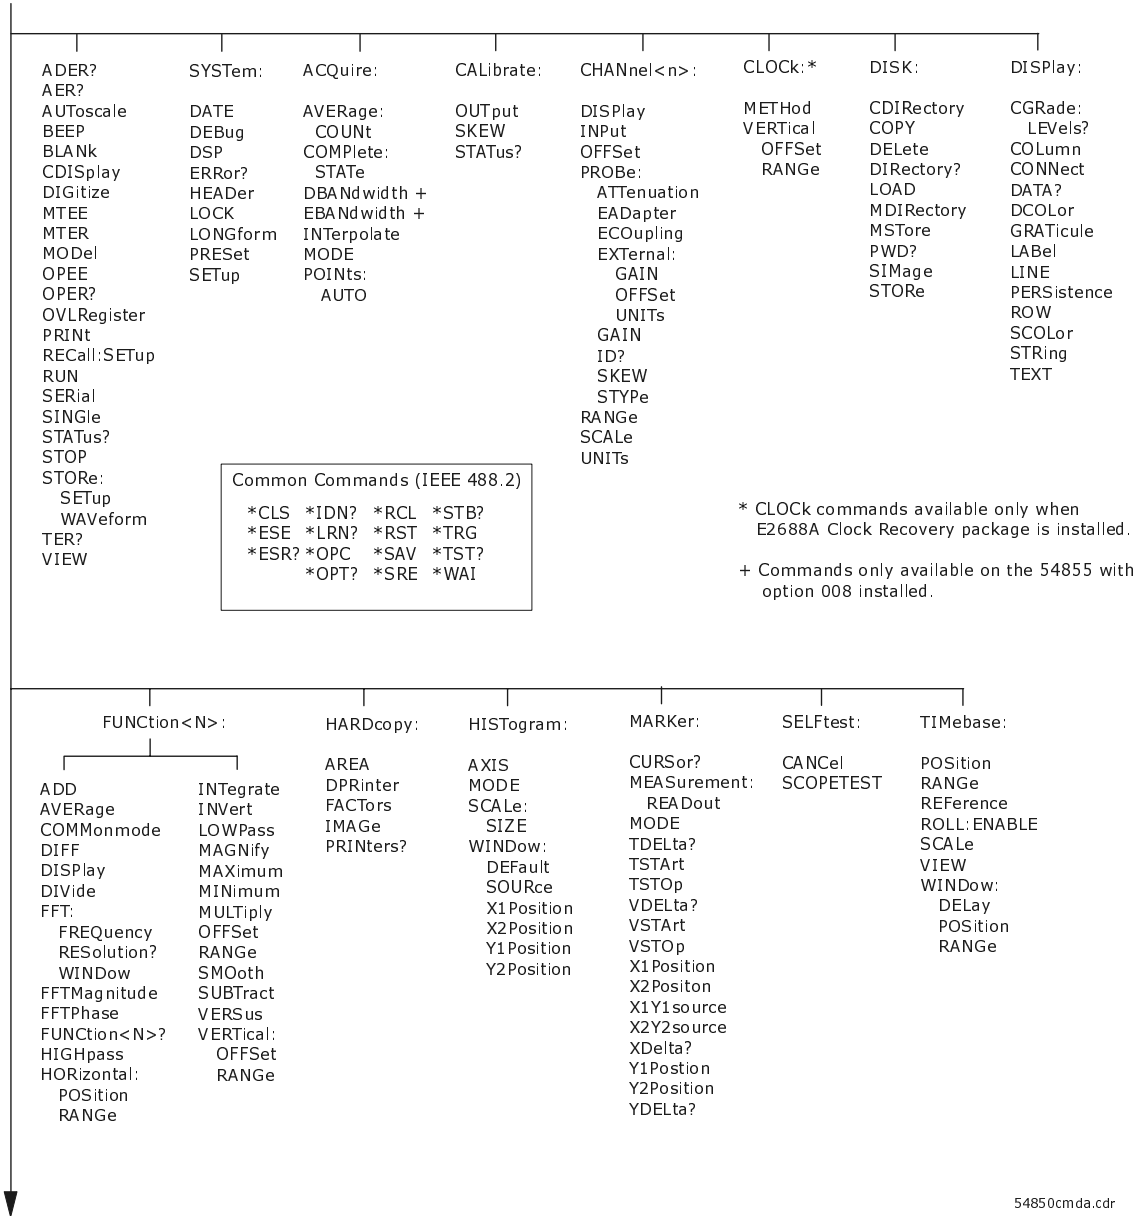 ADER?
AER?
AUToscale
BEEP
BLANk
CDISplay
DIGitize
MTEE
MTER
MODel
OPEE
OPER?
OVLRegister
PRINt
RECall:SETup
RUN
SERial
SINGle
STATus?
STOP
STORe:
SETup
WAVeform
TER?
VIEW
SYSTem:
DATE
DEBug
DSP
ERRor?
HEADer
LOCK
LONGform
PRESet
SETup
ACQuire:
AVERage:
COUNt
COMPlete:
STATe
DBANdwidth +
EBANdwidth +
INTerpolate
MODE
POINts:
AUTO
CALibrate:
OUTput
SKEW
STATus?
CHANnel<n>:
DISPlay
INPut
OFFSet
PROBe:
ATTenuation
EADapter
ECOupling
EXTernal:
GAIN
OFFSet
UNITs
GAIN
ID?
SKEW
STYPe
RANGe
SCALe
UNITs
CLOCk:*
METHod
VERTical
OFFSet
RANGe
DISK:
CDIRectory
COPY
DELete
DIRectory?
LOAD
MDIRectory
MSTore
PWD?
SIMage
STORe
DISPlay:
CGRade:
LEVels?
COLumn
CONNect
DATA?
DCOLor
GRATicule
LABel
LINE
PERSistence
ROW
SCOLor
STRing
TEXT
Common Commands (IEEE 488.2)
*CLS *IDN? *RCL *STB?
*ESE *LRN? *RST *TRG
*ESR? *OPC *SAV *TST?
*OPT? *SRE *WAI
* CLOCk commands available only when
E2688A Clock Recovery package is installed.
+ Commands only available on the 54855 with
option 008 installed.
FUNCtion<N>:
ADD
AVERage
COMMonmode
DIFF
DISPlay
DIVide
FFT:
FREQuency
RESolution?
WINDow
FFTMagnitude
FFTPhase
FUNCtion<N>?
HIGHpass
HORizontal:
POSition
RANGe
INTegrate
INVert
LOWPass
MAGNify
MAXimum
MINimum
MULTiply
OFFSet
RANGe
SMOoth
SUBTract
VERSus
VERTical:
OFFSet
RANGe
HARDcopy:
AREA
DPRinter
FACTors
IMAGe
PRINters?
HISTogram:
AXIS
MODE
SCALe:
SIZE
WINDow:
DEFault
SOURce
X1Position
X2Position
Y1Position
Y2Position
MARKer:
CURSor?
MEASurement:
READout
MODE
TDELta?
TSTArt
TSTOp
VDELta?
VSTArt
VSTOp
X1Position
X2Positon
X1Y1source
X2Y2source
XDelta?
Y1Postion
Y2Position
YDELta?
SELFtest:
CANCel
SCOPETEST
TIMebase:
POSition
RANGe
REFerence
ROLL:ENABLE
SCALe
VIEW
WINDow:
DELay
POSition
RANGe
54850cmda.cdr